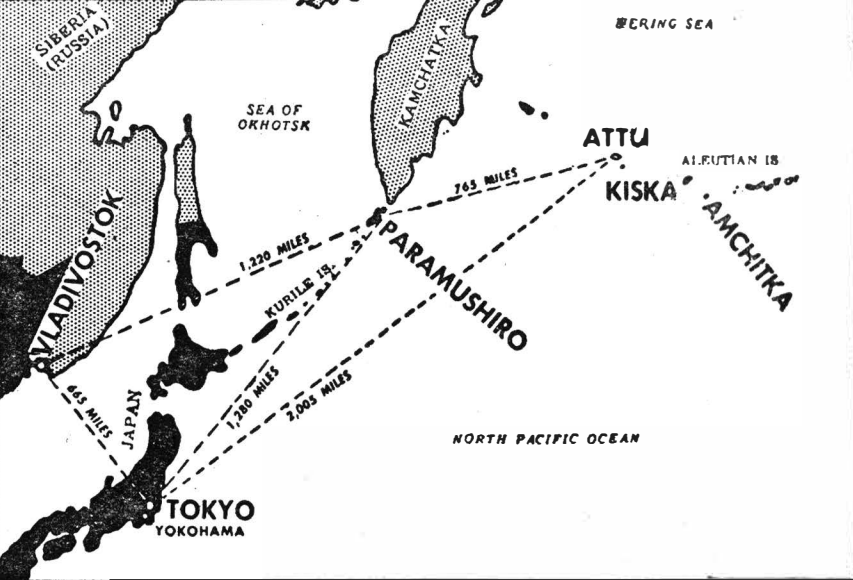 SIBERIA
(RUSSIA)
KAMCHATKA
BERING SEA
SEA OF
OKHOTSK
ATTU
ALEUTIAN IS
765 MILES
KISKA
AMCHITKA
VLADIVOSTOK
1,220 MILES
PARAMUSHIRO
KURILE IS.
665 MILES
JAPAN
1,280 MILES
2,005 MILES
NORTH PACIFIC OCEAN
TOKYO
YOKOHAMA